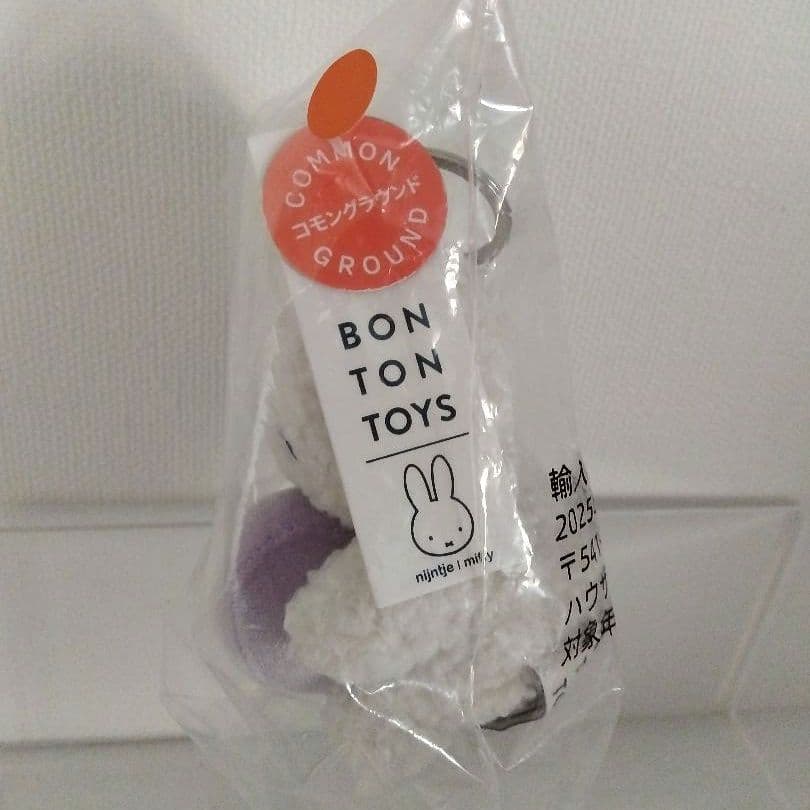 COMMON
コモングラウンド
GROUND
BON
TON
TOYS
nijntje | miffy
輸入
2025.
〒541
ハウザ
対象年